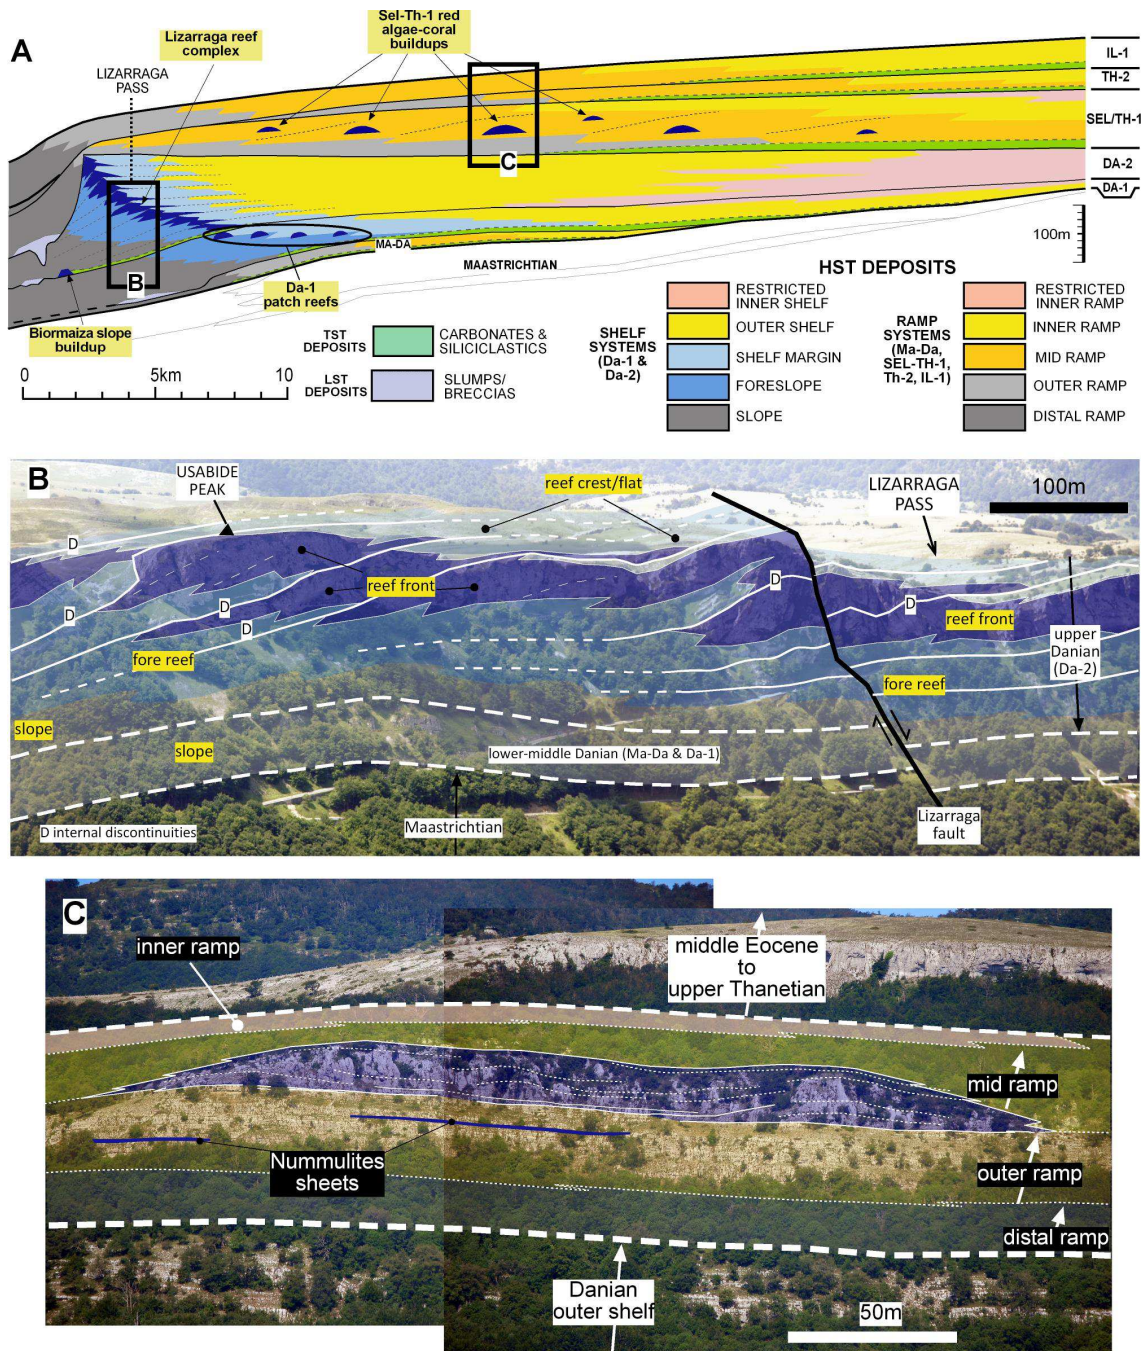 A
Lizarraga reef
complex
Sel-Th-1 red
algae-coral
buildups
LIZARRAGA
PASS
IL-1
TH-2
SEL/TH-1
DA-2
DA-1
C
B
MA-DA
MAASTRICHTIAN
100m
Da-1
patch reefs
Biormaiza slope
buildup
0
5km
10
TST
DEPOSITS
CARBONATES &
SILICICLASTICS
LST
DEPOSITS
SLUMPS/
BRECCIAS
HST DEPOSITS
SHELF
SYSTEMS
(Da-1 &
Da-2)
RESTRICTED
INNER SHELF
OUTER SHELF
SHELF MARGIN
FORESLOPE
SLOPE
RAMP
SYSTEMS
(Ma-Da,
SEL-TH-1,
Th-2, IL-1)
RESTRICTED
INNER RAMP
INNER RAMP
MID RAMP
OUTER RAMP
DISTAL RAMP
B
USABIDE
PEAK
reef crest/flat
LIZARRAGA
PASS
100m
D
reef front
D
D
D
D
D
reef front
fore reef
fore reef
upper
Danian
(Da-2)
slope
slope
lower-middle Danian (Ma-Da & Da-1)
D internal discontinuities
Maastrichtian
Lizarraga
fault
C
inner ramp
middle Eocene
to
upper Thanetian
mid ramp
Nummulites
sheets
outer ramp
distal ramp
Danian
outer shelf
50m